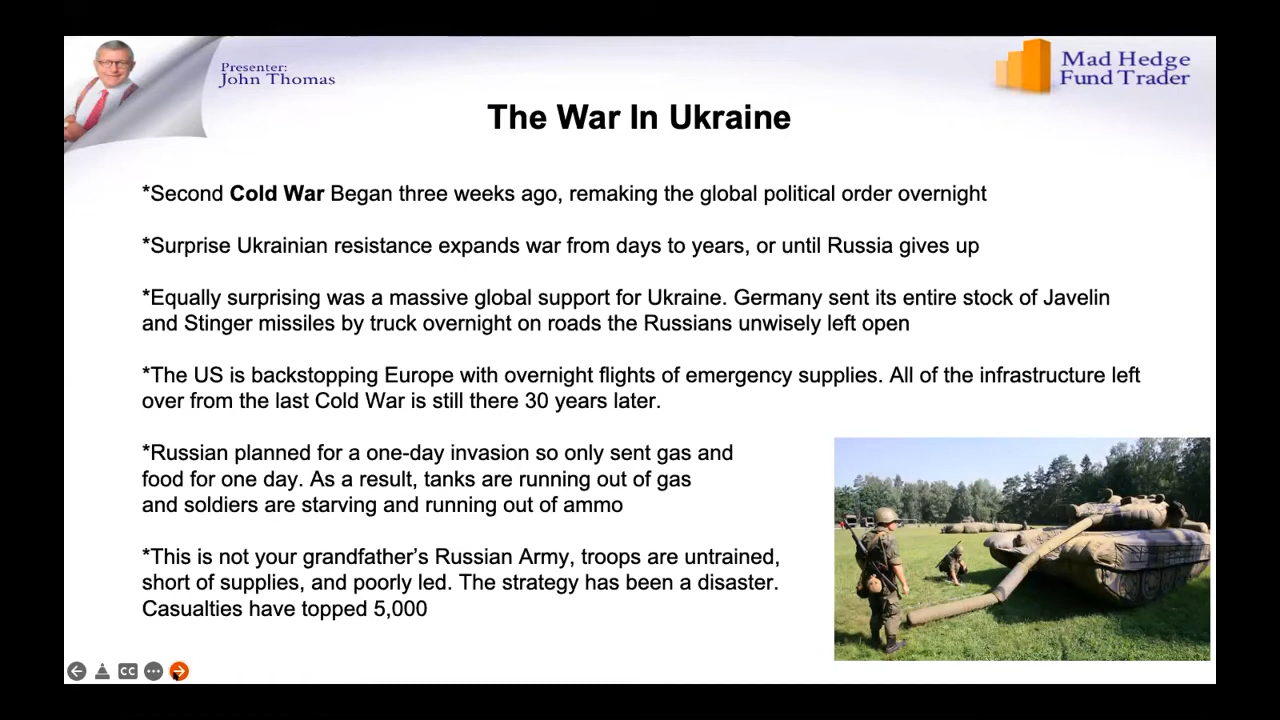 Presenter:
John Thomas
Mad Hedge
Fund Trader
The War In Ukraine
*Second Cold War Began three weeks ago, remaking the global political order overnight
*Surprise Ukrainian resistance expands war from days to years, or until Russia gives up
*Equally surprising was a massive global support for Ukraine. Germany sent its entire stock of Javelin
and Stinger missiles by truck overnight on roads the Russians unwisely left open
*The US is backstopping Europe with overnight flights of emergency supplies. All of the infrastructure left
over from the last Cold War is still there 30 years later.
*Russian planned for a one-day invasion so only sent gas and
food for one day. As a result, tanks are running out of gas
and soldiers are starving and running out of ammo
*This is not your grandfather’s Russian Army, troops are untrained,
short of supplies, and poorly led. The strategy has been a disaster.
Casualties have topped 5,000
CC